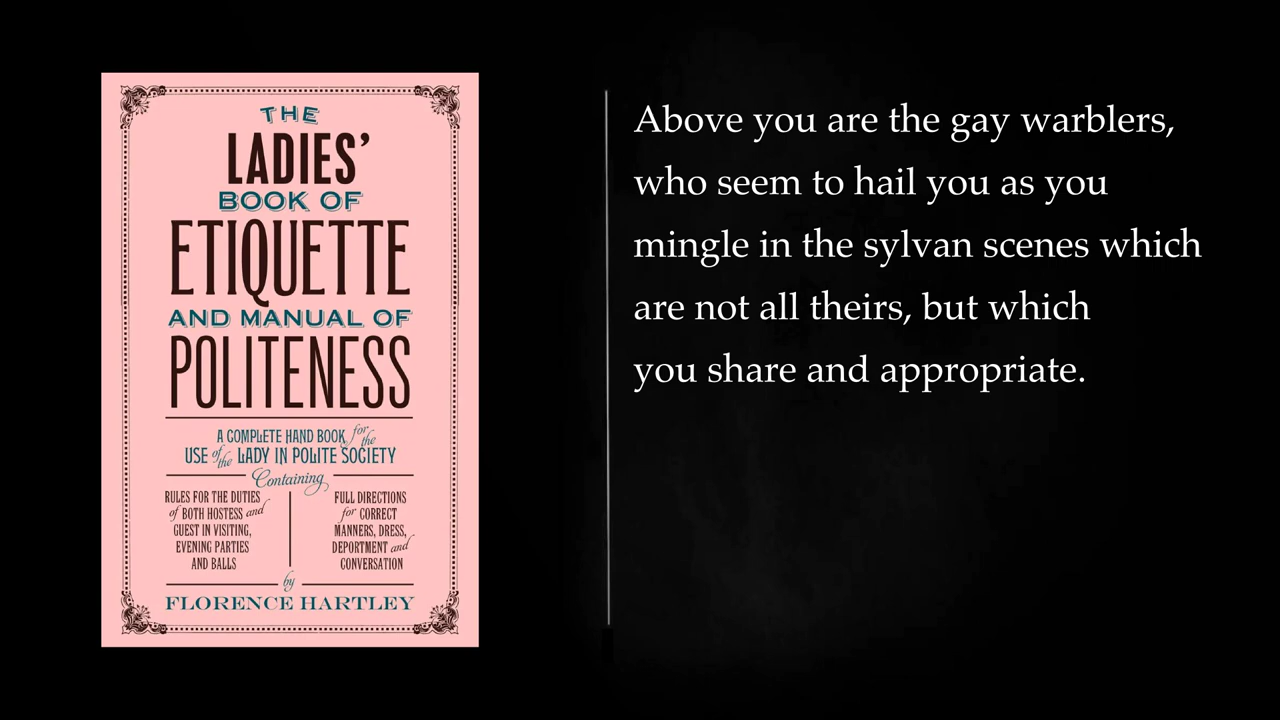 THE
LADIES'
BOOK OF
ETIQUETTE
AND MANUAL OF
POLITENESS
A COMPLETE HAND BOOK for the
USE of the LADY IN POLITE SOCIETY
Containing
RULES FOR THE DUTIES
of BOTH HOSTESS and
GUEST IN VISITING,
EVENING PARTIES
AND BALLS
FULL DIRECTIONS
for CORRECT
MANNERS, DRESS,
DEPORTMENT and
CONVERSATION
by
FLORENCE HARTLEY
Above you are the gay warblers,
who seem to hail you as you
mingle in the sylvan scenes which
are not all theirs, but which
you share and appropriate.